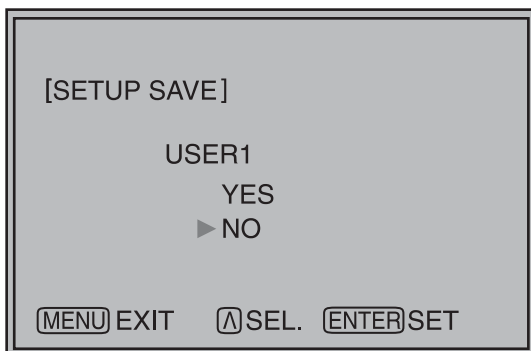 [SETUP SAVE]
USER1
YES
▶ NO
MENU EXIT ∧ SEL. ENTER SET